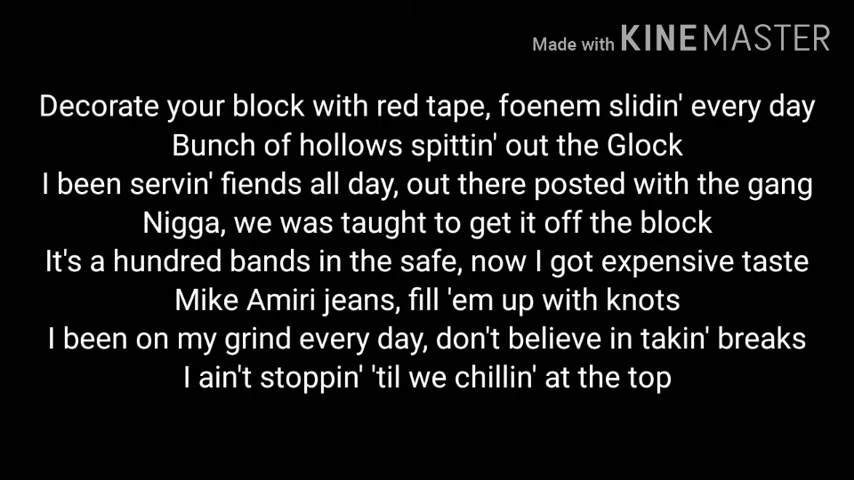 Made with KINEMASTER
Decorate your block with red tape, foenem slidin' every day
Bunch of hollows spittin' out the Glock
I been servin' fiends all day, out there posted with the gang
Nigga, we was taught to get it off the block
It's a hundred bands in the safe, now I got expensive taste
Mike Amiri jeans, fill 'em up with knots
I been on my grind every day, don't believe in takin' breaks
I ain't stoppin' 'til we chillin' at the top